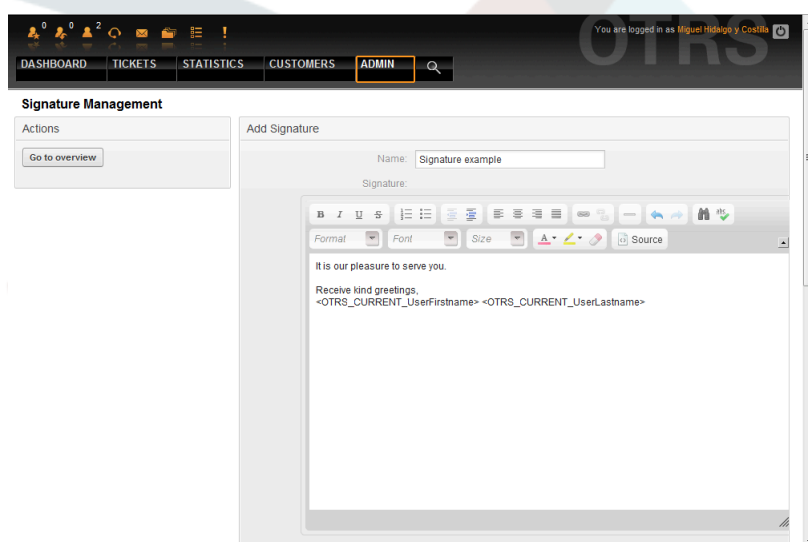 OTRS
0 0 2
You are logged in as Miguel Hidalgo y Costilla
DASHBOARD TICKETS STATISTICS CUSTOMERS ADMIN
Signature Management
Actions
Go to overview
Add Signature
Name: Signature example
Signature:
B I U S
Format Font Size A Source
It is our pleasure to serve you.
Receive kind greetings,
<OTRS_CURRENT_UserFirstname> <OTRS_CURRENT_UserLastname>